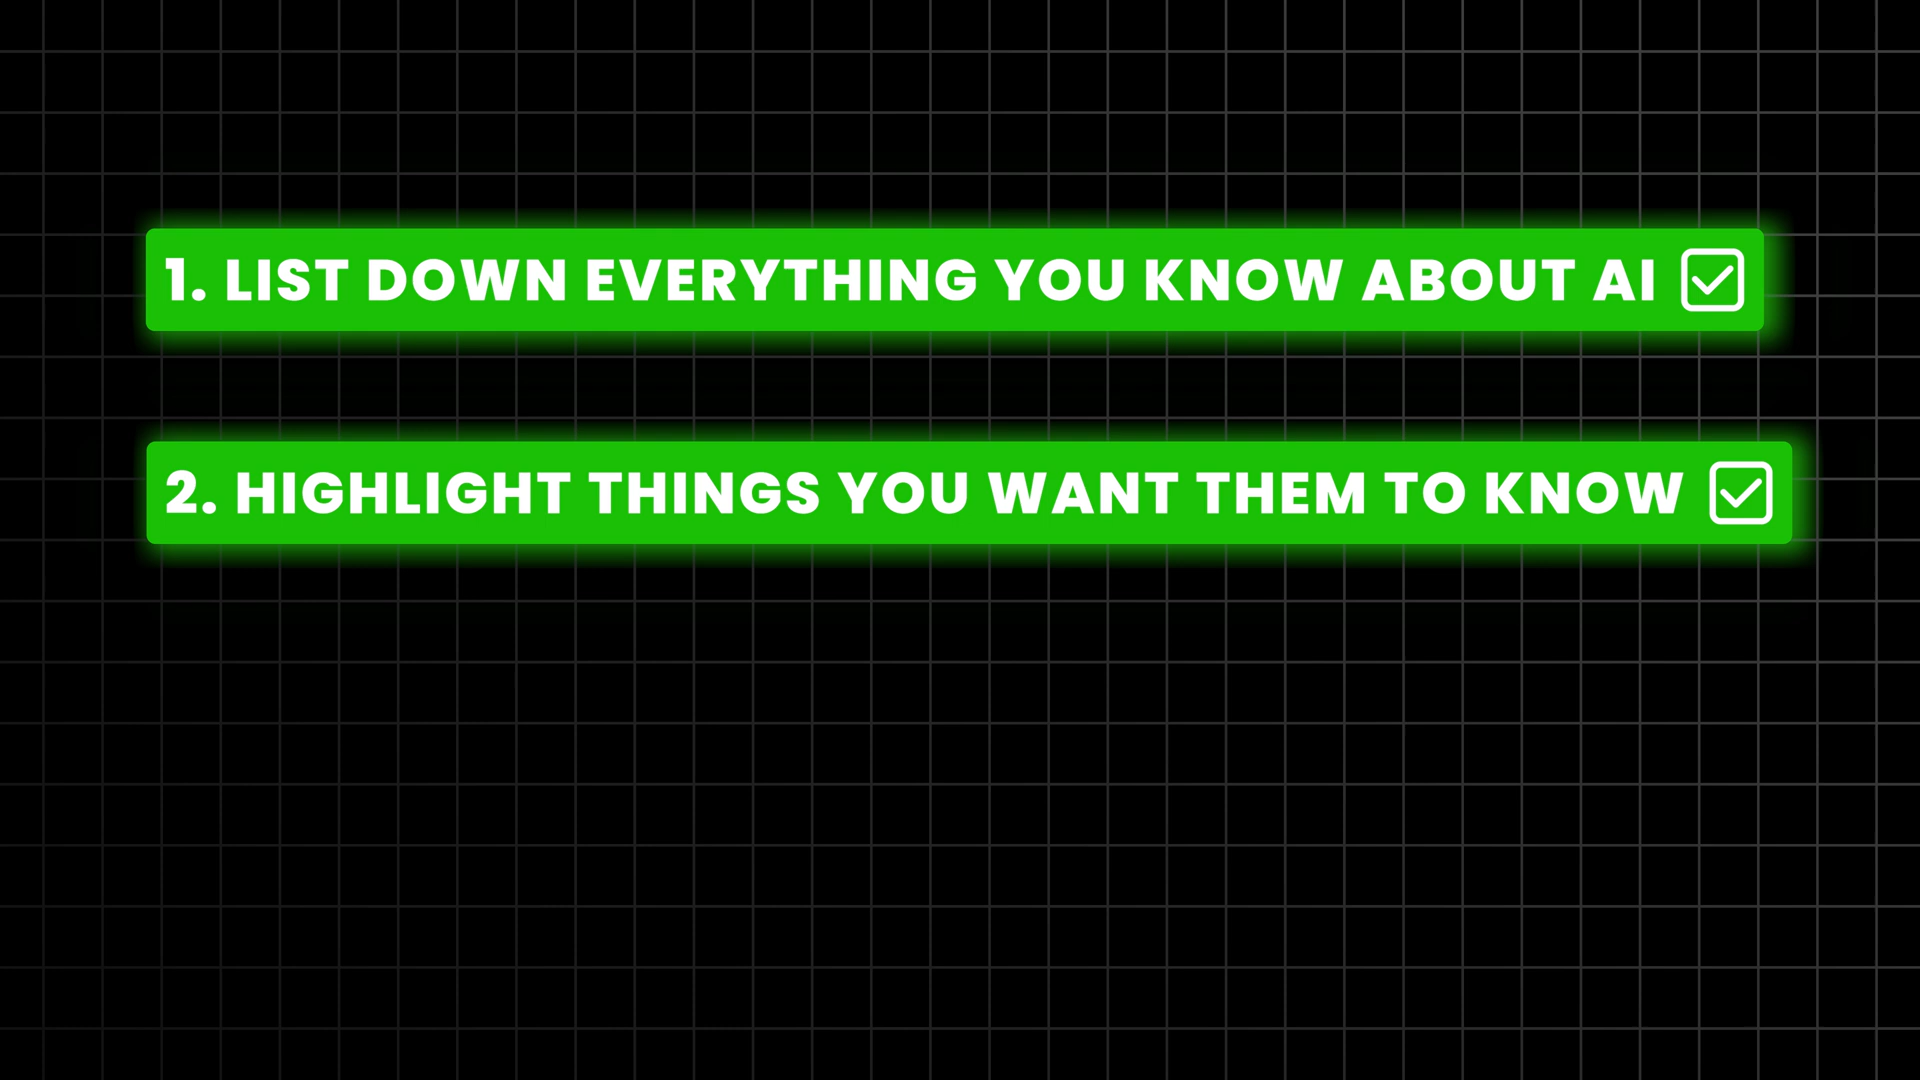 1. LIST DOWN EVERYTHING YOU KNOW ABOUT AI
2. HIGHLIGHT THINGS YOU WANT THEM TO KNOW